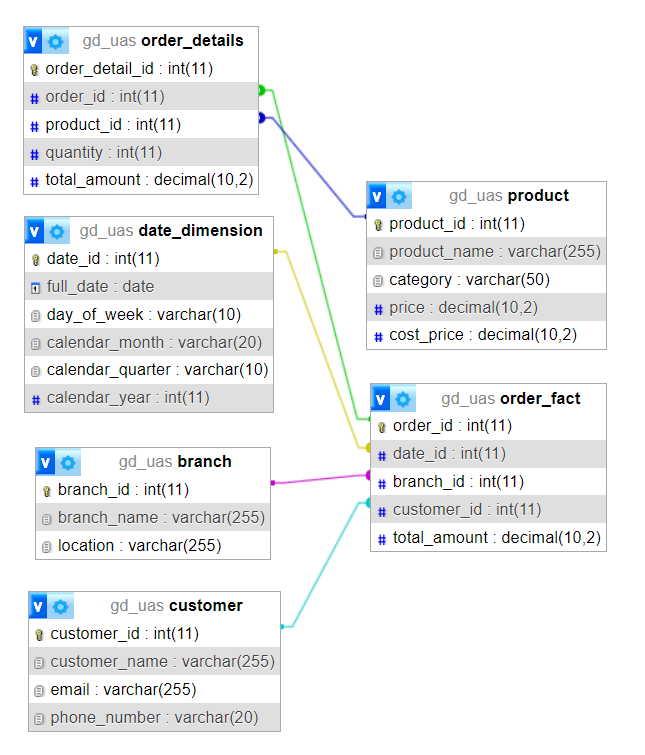 v gd_uas order_details
order_detail_id : int(11)
# order_id : int(11)
# product_id : int(11)
# quantity : int(11)
# total_amount : decimal(10,2)
v gd_uas date_dimension
date_id : int(11)
full_date : date
day_of_week : varchar(10)
calendar_month : varchar(20)
calendar_quarter : varchar(10)
# calendar_year : int(11)
v gd_uas branch
branch_id : int(11)
branch_name : varchar(255)
location : varchar(255)
v gd_uas customer
customer_id : int(11)
customer_name : varchar(255)
email : varchar(255)
phone_number : varchar(20)
v gd_uas product
product_id : int(11)
product_name : varchar(255)
category : varchar(50)
# price : decimal(10,2)
# cost_price : decimal(10,2)
v gd_uas order_fact
order_id : int(11)
# date_id : int(11)
# branch_id : int(11)
# customer_id : int(11)
# total_amount : decimal(10,2)